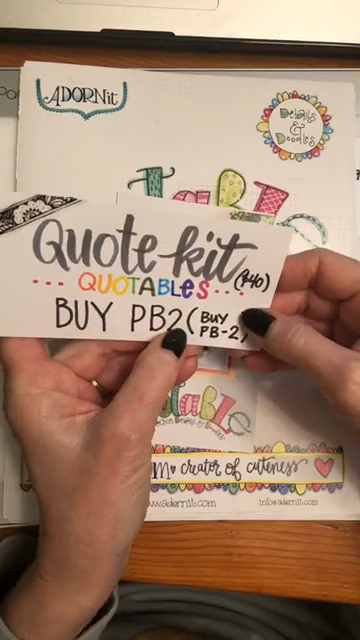 ADORNit
Details
&
Doodles
Quote kit ($40)
... QUOTABLES ...
BUY PB2 (BUY
PB-2)
creator of cuteness
www.adornit.com info@adornit.com